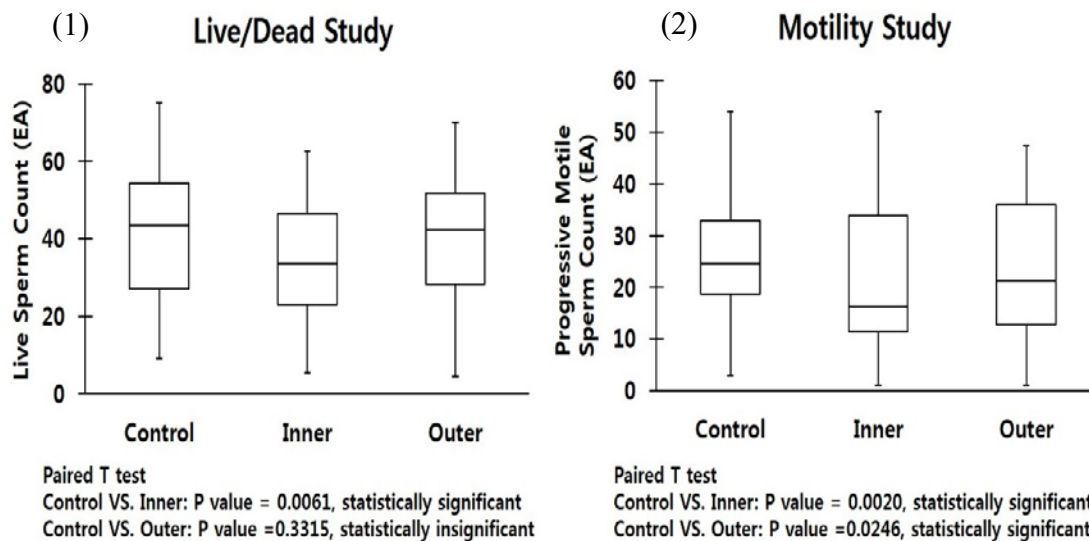 (1)
Live/Dead Study
Live Sperm Count (EA)
80
60
40
20
0
Control Inner Outer
Paired T test
Control VS. Inner: P value = 0.0061, statistically significant
Control VS. Outer: P value =0.3315, statistically insignificant
(2)
Motility Study
Progressive Motile
Sperm Count (EA)
60
50
40
30
20
10
0
Control Inner Outer
Paired T test
Control VS. Inner: P value = 0.0020, statistically significant
Control VS. Outer: P value =0.0246, statistically significant